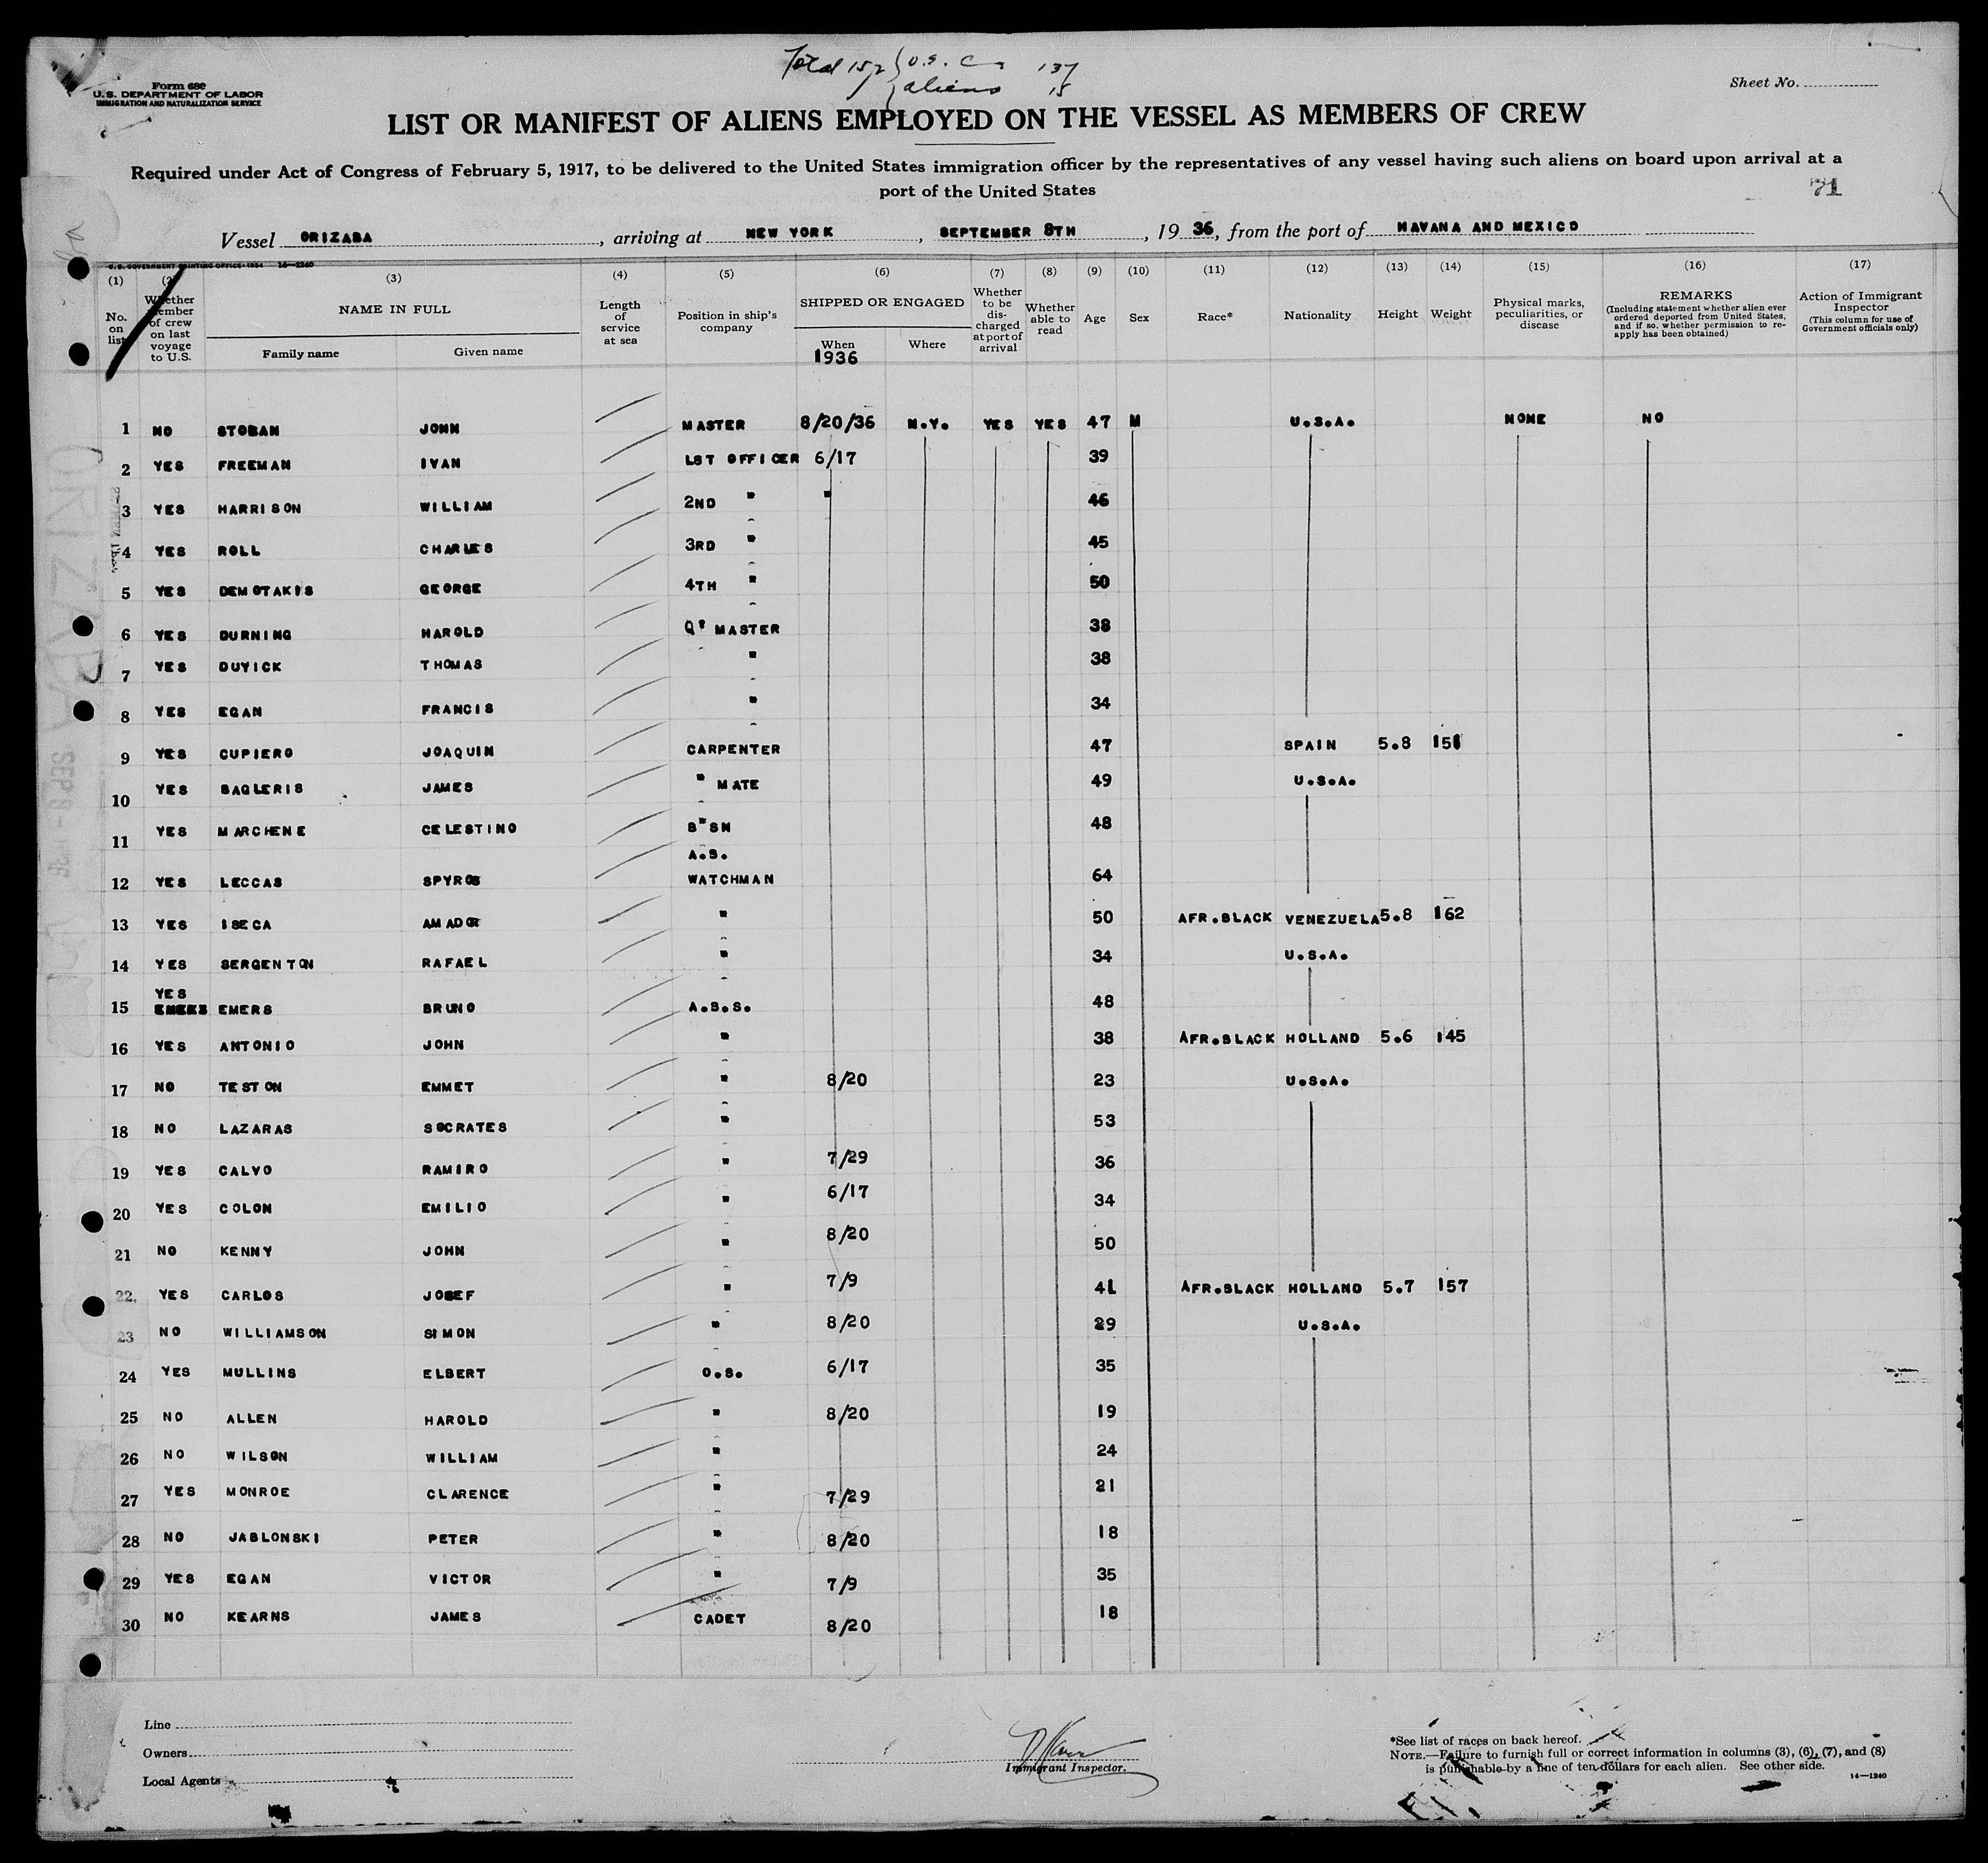 Total 152 { U.S. C 137
aliens 15
Form 680
U.S. DEPARTMENT OF LABOR
IMMIGRATION AND NATURALIZATION SERVICE
Sheet No.
LIST OR MANIFEST OF ALIENS EMPLOYED ON THE VESSEL AS MEMBERS OF CREW
Required under Act of Congress of February 5, 1917, to be delivered to the United States immigration officer by the representatives of any vessel having such aliens on board upon arrival at a
port of the United States
71
Vessel ORIZABA, arriving at NEW YORK, SEPTEMBER 8TH, 1936, from the port of HAVANA AND MEXICO
U.S. GOVERNMENT PRINTING OFFICE: 1934 14—1240
(1) (2) (3) (4) (5) (6) (7) (8) (9) (10) (11) (12) (13) (14) (15) (16) (17)
No. on list
Whether member of crew on last voyage to U.S.
NAME IN FULL
Family name Given name
Length of service at sea
Position in ship's company
SHIPPED OR ENGAGED
When Where
1936
Whether to be discharged at port of arrival
Whether able to read
Age
Sex
Race*
Nationality
Height
Weight
Physical marks, peculiarities, or disease
REMARKS
(Including statement whether alien ever ordered deported from United States, and if so, whether permission to reapply has been obtained)
Action of Immigrant Inspector
(This column for use of Government officials only)
1 NO STOBAN JOHN MASTER 8/20/36 N.Y. YES YES 47 M U.S.A. NONE NO
2 YES FREEMAN IVAN LST OFFICER 6/17 39
3 YES HARRISON WILLIAM 2ND " " 46
4 YES ROLL CHARLES 3RD " 45
5 YES DEMOTAKIS GEORGE 4TH " 50
6 YES DURNING HAROLD Q" MASTER 38
7 YES DUYICK THOMAS " 38
8 YES EGAN FRANCIS " 34
9 YES CUPIERO JOAQUIN CARPENTER 47 SPAIN 5.8 151
10 YES BAGLERIS JAMES " MATE 49 U.S.A.
11 YES MARCHENE CELESTINO B"SN 48
A.S.
12 YES LECCAS SPYROS WATCHMAN 64
13 YES ISECA AMADOR " 50 AFR.BLACK VENEZUELA 5.8 162
14 YES SERGENTON RAFAEL " 34 U.S.A.
YES
15 EMERS BRUNO A.B.S. 48
16 YES ANTONIO JOHN " 38 AFR.BLACK HOLLAND 5.6 145
17 NO TESTON EMMET " 8/20 23 U.S.A.
18 NO LAZARAS SOCRATES " 53
19 YES CALVO RAMIRO " 7/29 36
20 YES COLON EMILIO " 6/17 34
21 NO KENNY JOHN " 8/20 50
22 YES CARLOS JOSEF " 7/9 41 AFR.BLACK HOLLAND 5.7 157
23 NO WILLIAMSON SIMON " 8/20 29 U.S.A.
24 YES MULLINS ELBERT O.S. 6/17 35
25 NO ALLEN HAROLD " 8/20 19
26 NO WILSON WILLIAM " 24
27 YES MONROE CLARENCE " 7/29 21
28 NO JABLONSKI PETER " 8/20 18
29 YES EGAN VICTOR " 7/9 35
30 NO KEARNS JAMES CADET 8/20 18
ORIZABA SEP 8-
Line
Owners
Local Agents
Immigrant Inspector.
*See list of races on back hereof.
NOTE.—Failure to furnish full or correct information in columns (3), (6), (7), and (8)
is punishable by a fine of ten dollars for each alien. See other side.
14—1240